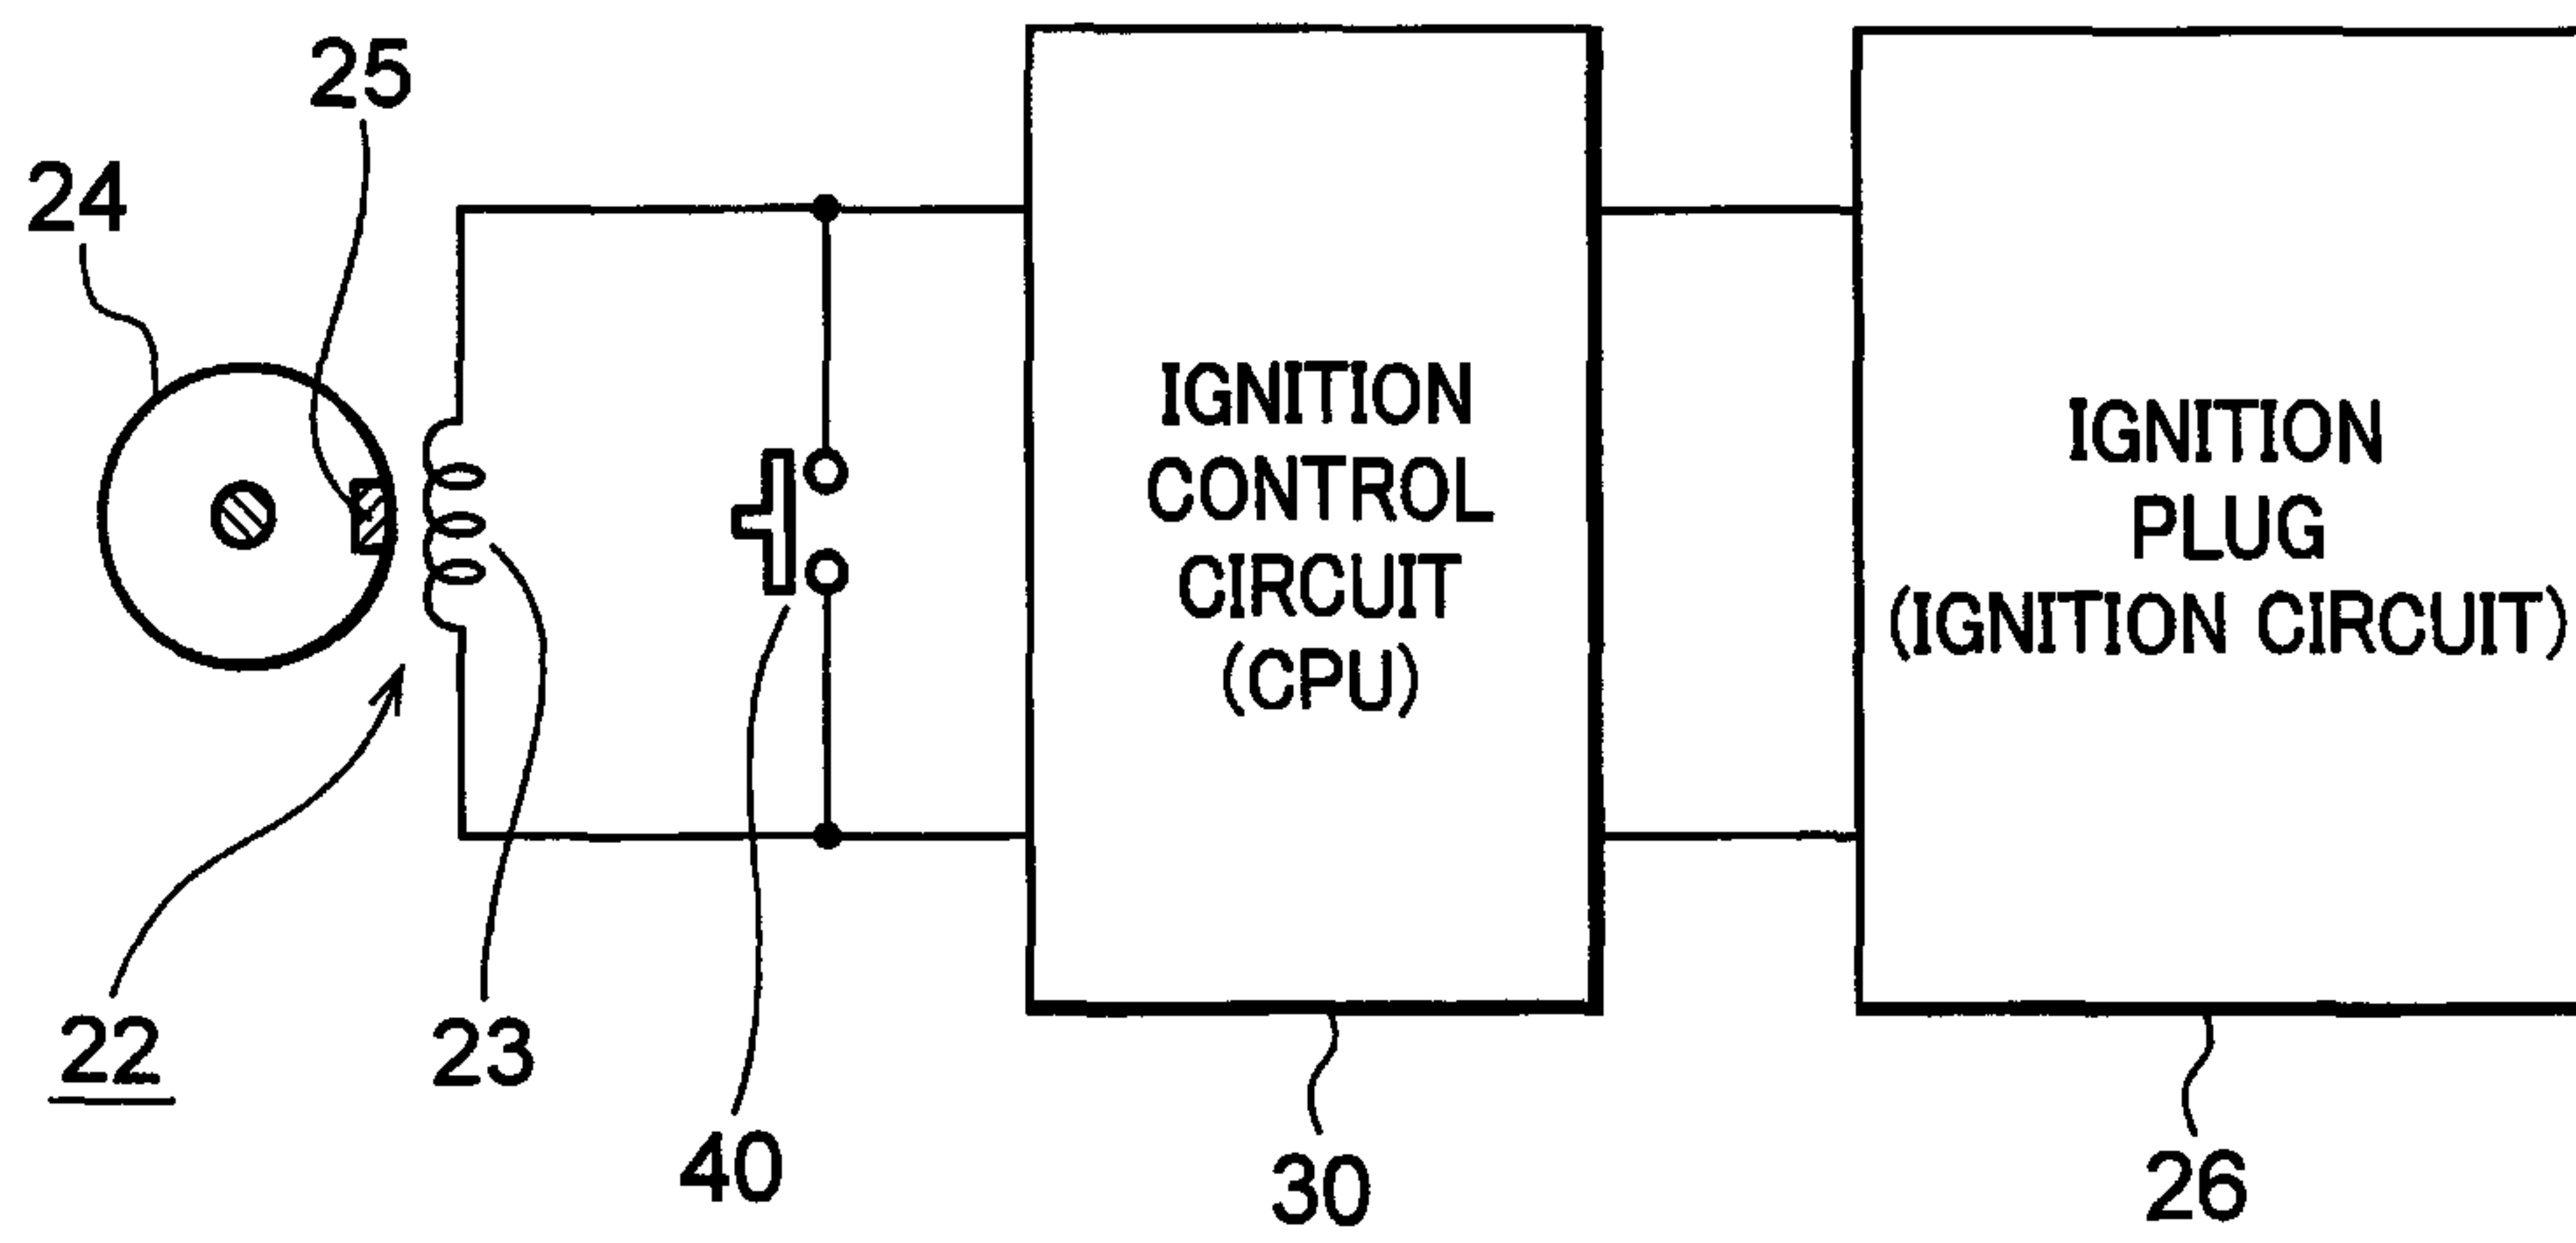 25
24
IGNITION
CONTROL
CIRCUIT
(CPU)
IGNITION
PLUG
(IGNITION CIRCUIT)
22
23
40
30
26